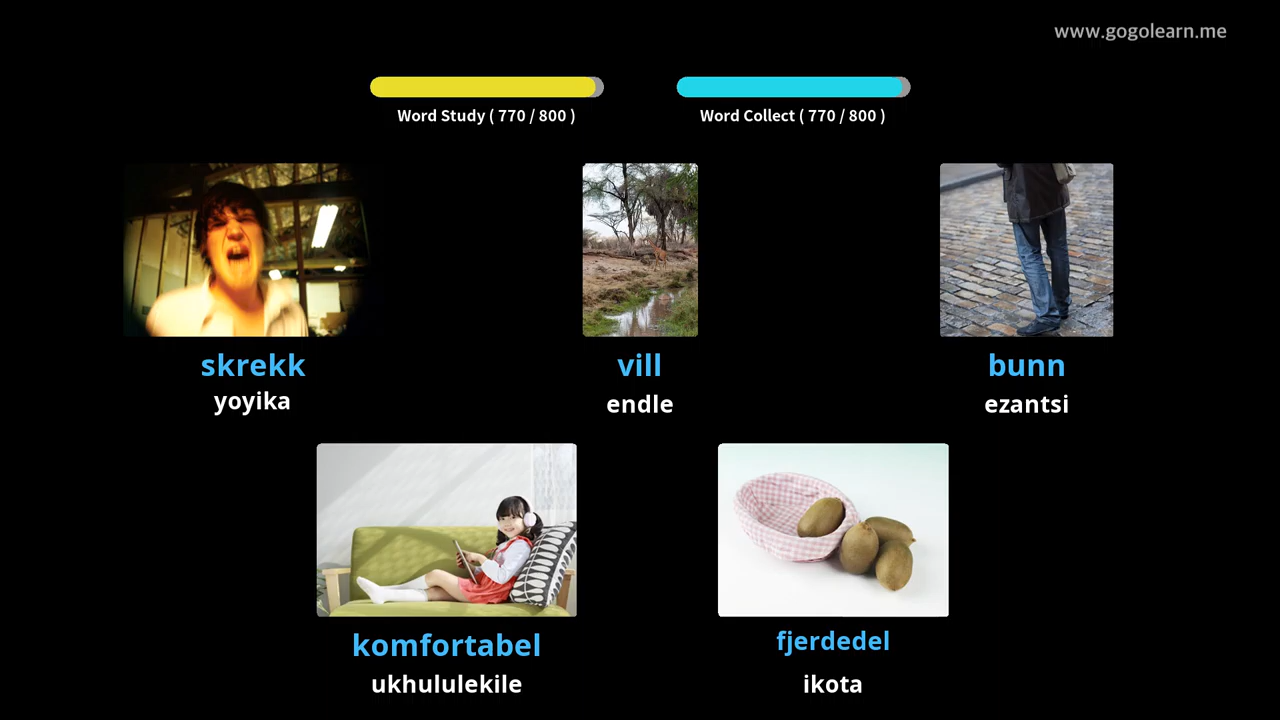 www.gogolearn.me
Word Study ( 770 / 800 )
Word Collect ( 770 / 800 )
skrekk
yoyika
vill
endle
bunn
ezantsi
komfortabel
ukhululekile
fjerdedel
ikota